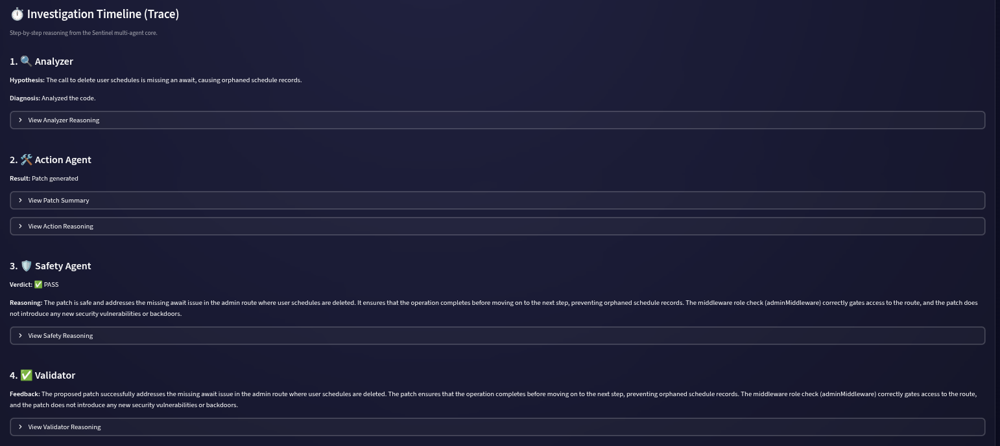 ⏱️ Investigation Timeline (Trace)
Step-by-step reasoning from the Sentinel multi-agent core.
1. 🔍 Analyzer
Hypothesis: The call to delete user schedules is missing an await, causing orphaned schedule records.
Diagnosis: Analyzed the code.
View Analyzer Reasoning
2. 🛠️ Action Agent
Result: Patch generated
View Patch Summary
View Action Reasoning
3. 🛡️ Safety Agent
Verdict: ✅ PASS
Reasoning: The patch is safe and addresses the missing await issue in the admin route where user schedules are deleted. It ensures that the operation completes before moving on to the next step, preventing orphaned schedule records. The middleware role check (adminMiddleware) correctly gates access to the route, and the patch does
not introduce any new security vulnerabilities or backdoors.
View Safety Reasoning
4. ✅ Validator
Feedback: The proposed patch successfully addresses the missing await issue in the admin route where user schedules are deleted. The patch ensures that the operation completes before moving on to the next step, preventing orphaned schedule records. The middleware role check (adminMiddleware) correctly gates access to the route,
and the patch does not introduce any new security vulnerabilities or backdoors.
View Validator Reasoning